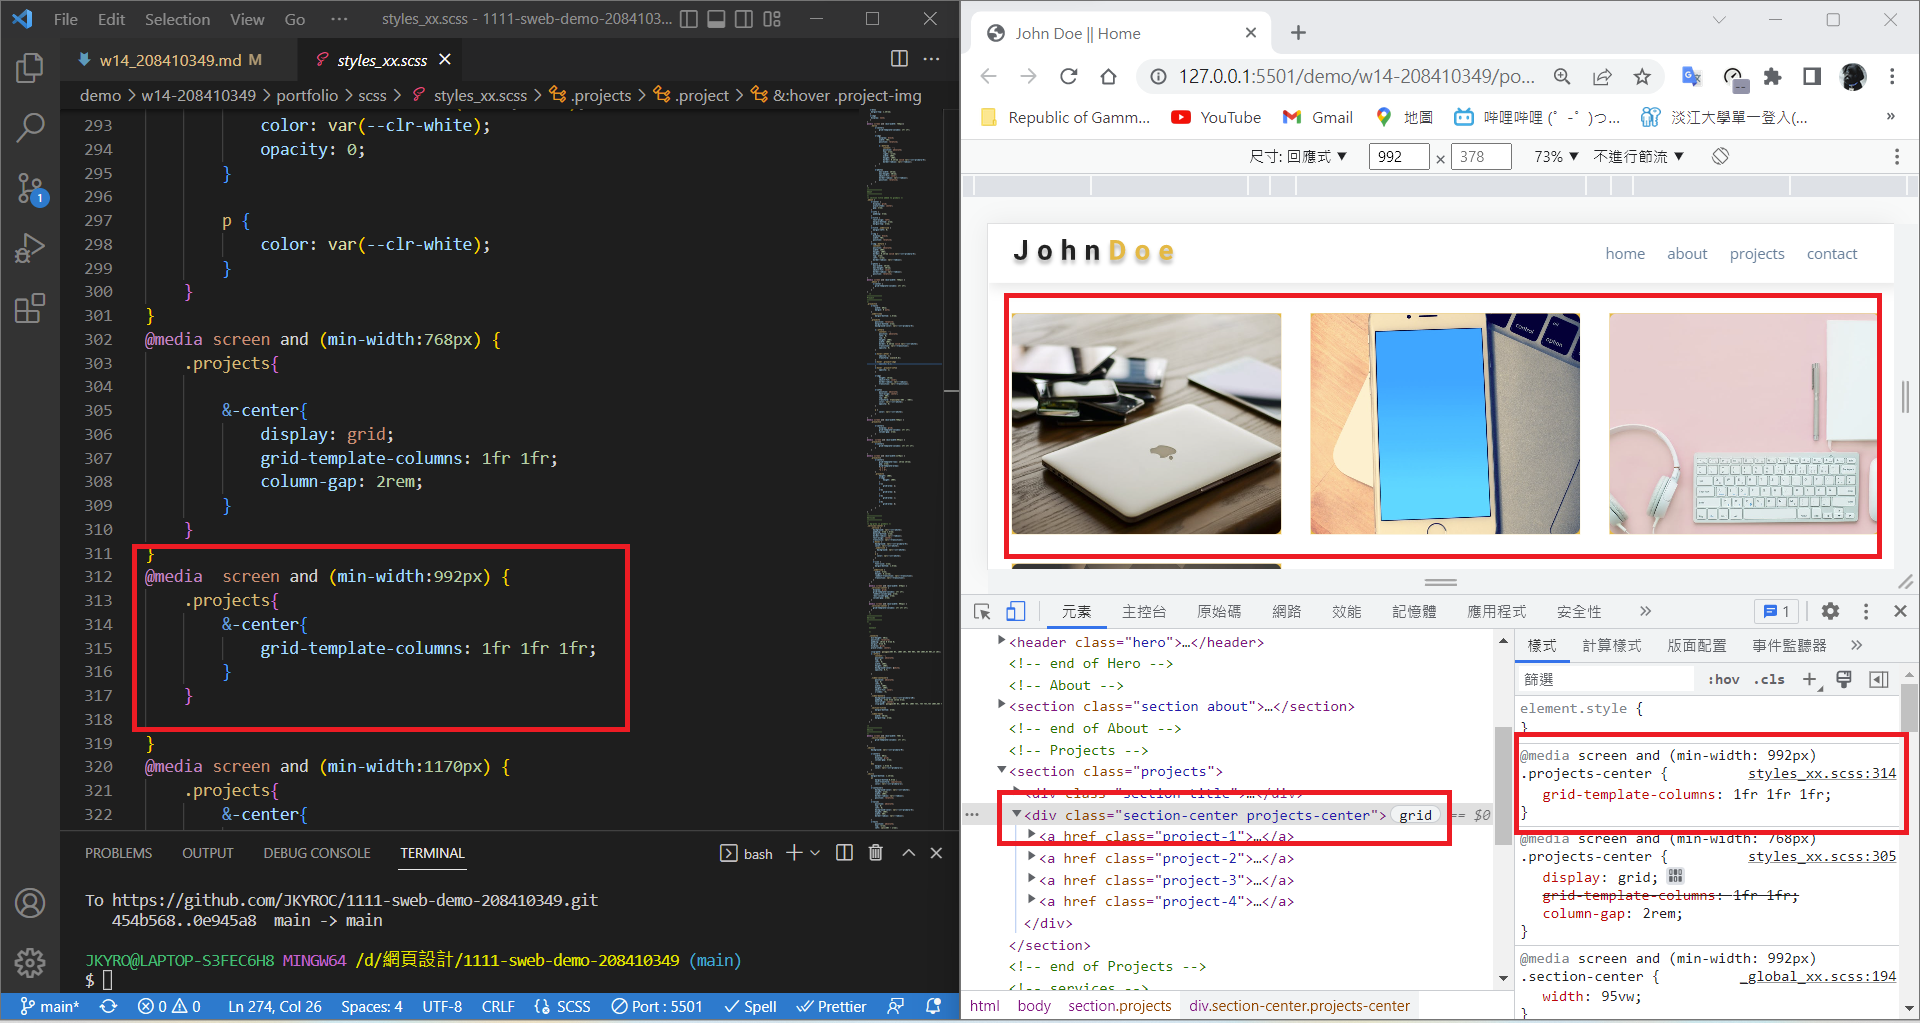 File Edit Selection View Go ··· styles_xx.scss - 1111-sweb-demo-2084103...
w14_208410349.md M styles_xx.scss
demo > w14-208410349 > portfolio > scss > styles_xx.scss > .projects > .project > &:hover .project-img
293 color: var(--clr-white);
294 opacity: 0;
295 }
296
297 p {
298 color: var(--clr-white);
299 }
300 }
301 }
302 @media screen and (min-width:768px) {
303 .projects{
304
305 &-center{
306 display: grid;
307 grid-template-columns: 1fr 1fr;
308 column-gap: 2rem;
309 }
310 }
311 }
312 @media  screen and (min-width:992px) {
313 .projects{
314 &-center{
315 grid-template-columns: 1fr 1fr 1fr;
316 }
317 }
318
319 }
320 @media screen and (min-width:1170px) {
321 .projects{
322 &-center{
PROBLEMS OUTPUT DEBUG CONSOLE TERMINAL bash
To https://github.com/JKYROC/1111-sweb-demo-208410349.git
454b568..0e945a8  main -> main
JKYRO@LAPTOP-S3FEC6H8 MINGW64 /d/網頁設計/1111-sweb-demo-208410349 (main)
$
main* 0 0 Ln 274, Col 26 Spaces: 4 UTF-8 CRLF SCSS Port : 5501 Spell Prettier
John Doe || Home
127.0.0.1:5501/demo/w14-208410349/po...
Republic of Gamm... YouTube Gmail 地圖 嗶哩嗶哩 (゜-゜)つ... 淡江大學單一登入(... »
尺寸: 回應式 ▼ 992 × 378 73% ▼ 不進行節流 ▼
JohnDoe home about projects contact
control
option
元素 主控台 原始碼 網路 效能 記憶體 應用程式 安全性 » 1
<header class="hero">…</header>
<!-- end of Hero -->
<!-- About -->
<section class="section about">…</section>
<!-- end of About -->
<!-- Projects -->
<section class="projects">
<div class="section-title">…</div>
<div class="section-center projects-center"> grid == $0
<a href class="project-1">…</a>
<a href class="project-2">…</a>
<a href class="project-3">…</a>
<a href class="project-4">…</a>
</div>
</section>
<!-- end of Projects -->
<!-- services -->
html body section.projects div.section-center.projects-center
樣式 計算樣式 版面配置 事件監聽器 »
篩選 :hov .cls
element.style {
}
@media screen and (min-width: 992px)
.projects-center { styles_xx.scss:314
grid-template-columns: 1fr 1fr 1fr;
}
@media screen and (min-width: 768px)
.projects-center { styles_xx.scss:305
display: grid;
grid-template-columns: 1fr 1fr;
column-gap: 2rem;
}
@media screen and (min-width: 992px)
.section-center { _global_xx.scss:194
width: 95vw;
}